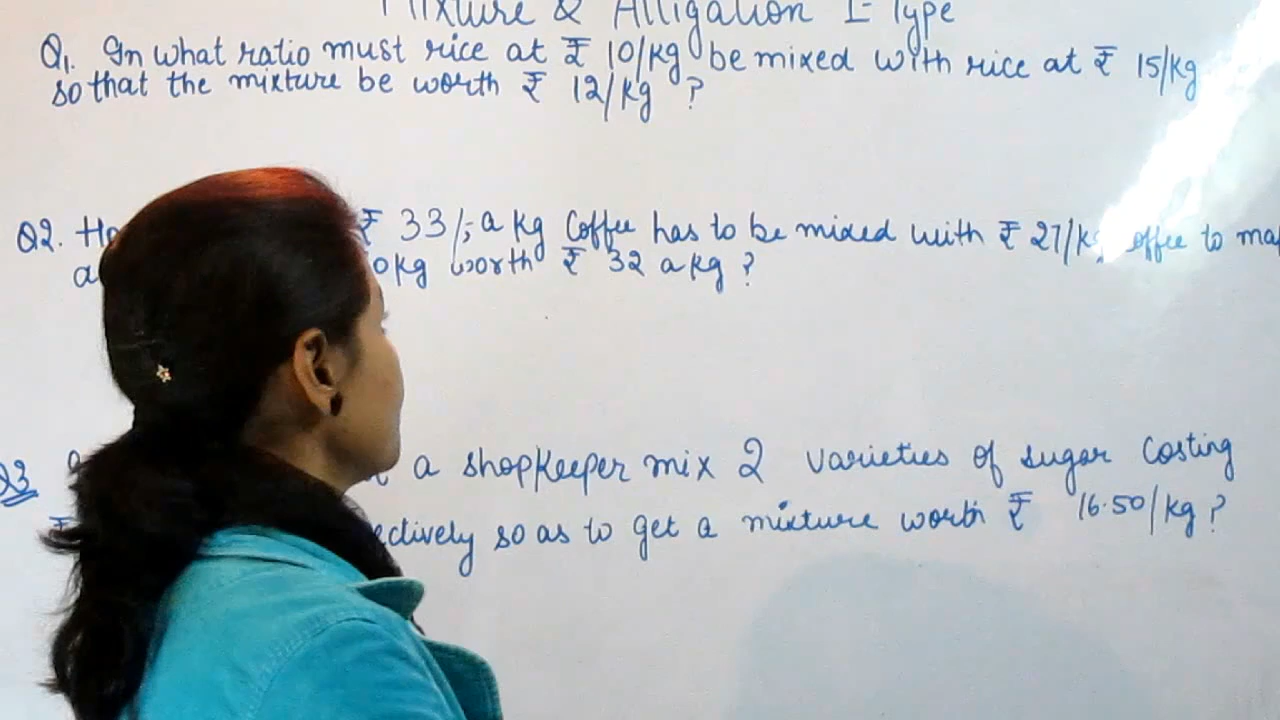 Mixture & Alligation I-Type
Q1. In what ratio must rice at ₹ 10/kg be mixed with rice at ₹ 15/kg
so that the mixture be worth ₹ 12/kg ?
Q2. ₹ 33/- a kg Coffee has to be mixed with ₹ 27/kg to
0kg worth ₹ 32 a kg ?
Q3 a shopkeeper mix 2 varieties of sugar costing
₹ so as to get a mixture worth ₹ 16.50/kg ?